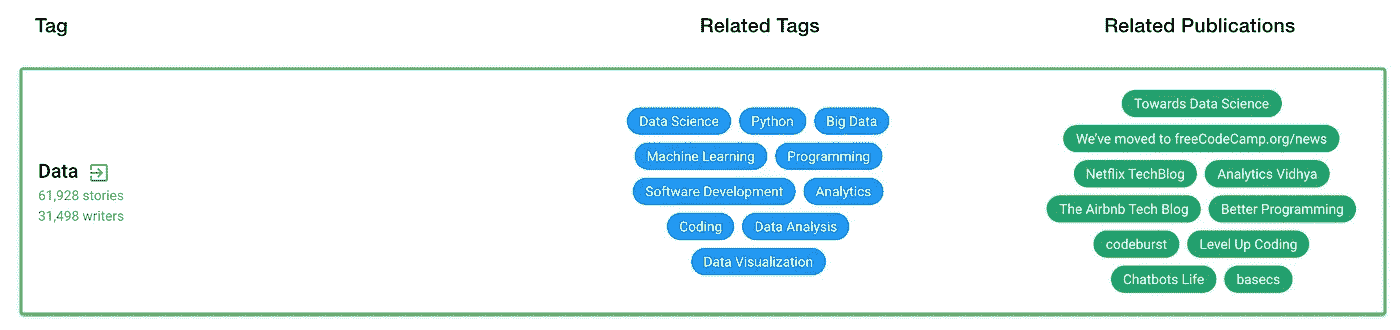 Tag
Related Tags
Related Publications
Data
61,928 stories
31,498 writers
Data Science Python Big Data
Machine Learning Programming
Software Development Analytics
Coding Data Analysis
Data Visualization
Towards Data Science
We've moved to freeCodeCamp.org/news
Netflix TechBlog Analytics Vidhya
The Airbnb Tech Blog Better Programming
codeburst Level Up Coding
Chatbots Life basecs